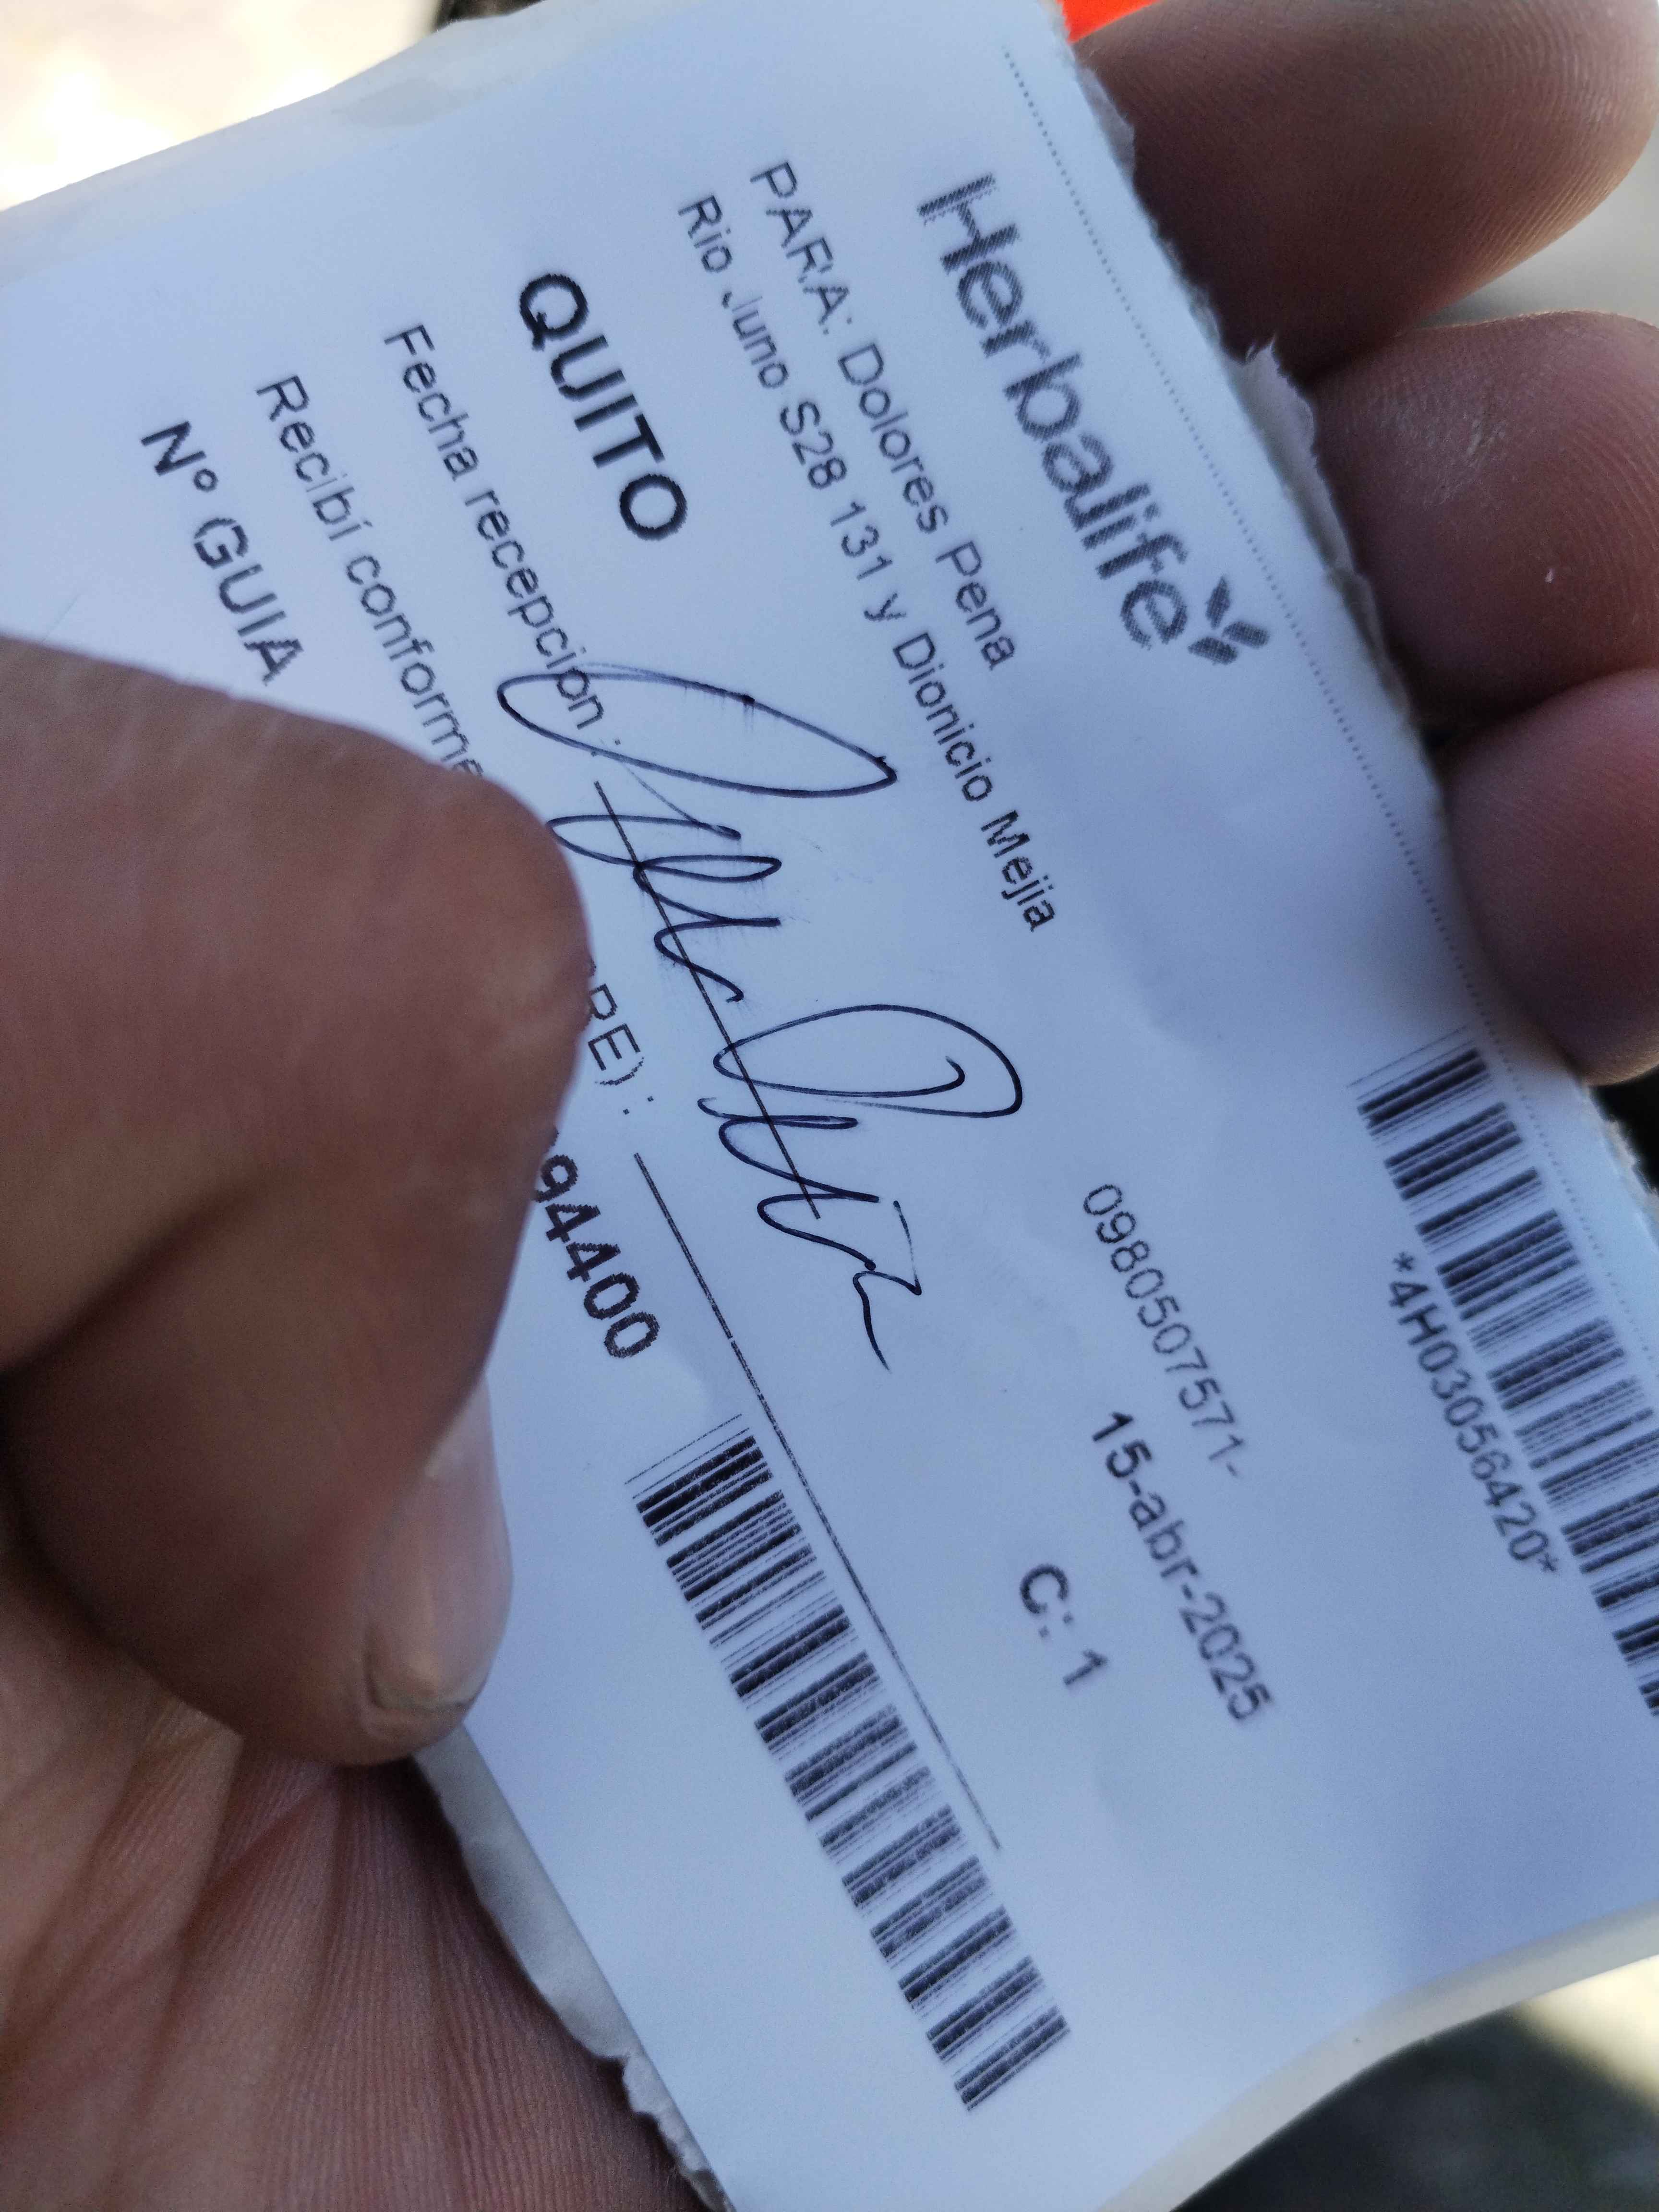 Herbalife
*4H03056420*
PARA: Dolores Pena
0980507571-
Rio Juno S28 131 y Dionicio Mejia
15-abr-2025
QUITO
C: 1
Fecha recepcion :
Recibí conforme
RE) :
Nº GUIA
94400